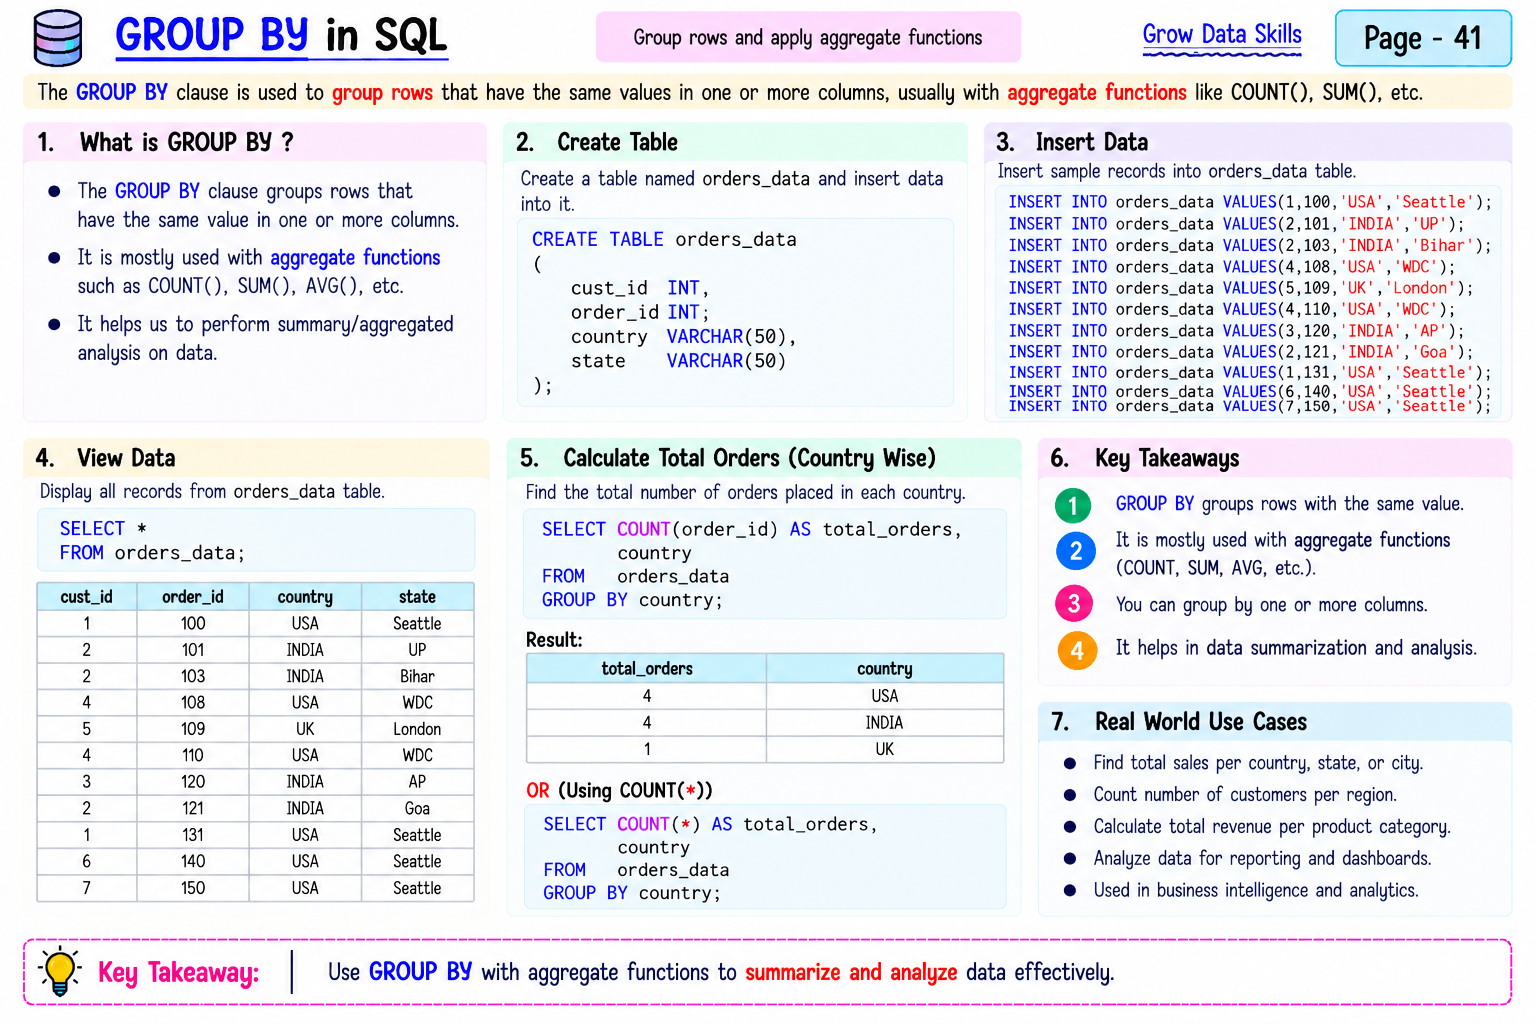 GROUP BY in SQL
Group rows and apply aggregate functions
Grow Data Skills
Page - 41
The GROUP BY clause is used to group rows that have the same values in one or more columns, usually with aggregate functions like COUNT(), SUM(), etc.
1. What is GROUP BY ?
● The GROUP BY clause groups rows that
have the same value in one or more columns.
● It is mostly used with aggregate functions
such as COUNT(), SUM(), AVG(), etc.
● It helps us to perform summary/aggregated
analysis on data.
2. Create Table
Create a table named orders_data and insert data
into it.
CREATE TABLE orders_data
(
cust_id INT,
order_id INT;
country VARCHAR(50),
state VARCHAR(50)
);
3. Insert Data
Insert sample records into orders_data table.
INSERT INTO orders_data VALUES(1,100,'USA','Seattle');
INSERT INTO orders_data VALUES(2,101,'INDIA','UP');
INSERT INTO orders_data VALUES(2,103,'INDIA','Bihar');
INSERT INTO orders_data VALUES(4,108,'USA','WDC');
INSERT INTO orders_data VALUES(5,109,'UK','London');
INSERT INTO orders_data VALUES(4,110,'USA','WDC');
INSERT INTO orders_data VALUES(3,120,'INDIA','AP');
INSERT INTO orders_data VALUES(2,121,'INDIA','Goa');
INSERT INTO orders_data VALUES(1,131,'USA','Seattle');
INSERT INTO orders_data VALUES(6,140,'USA','Seattle');
INSERT INTO orders_data VALUES(7,150,'USA','Seattle');
4. View Data
Display all records from orders_data table.
SELECT *
FROM orders_data;
cust_id order_id country state
1 100 USA Seattle
2 101 INDIA UP
2 103 INDIA Bihar
4 108 USA WDC
5 109 UK London
4 110 USA WDC
3 120 INDIA AP
2 121 INDIA Goa
1 131 USA Seattle
6 140 USA Seattle
7 150 USA Seattle
5. Calculate Total Orders (Country Wise)
Find the total number of orders placed in each country.
SELECT COUNT(order_id) AS total_orders,
country
FROM orders_data
GROUP BY country;
Result:
total_orders country
4 USA
4 INDIA
1 UK
OR (Using COUNT(*))
SELECT COUNT(*) AS total_orders,
country
FROM orders_data
GROUP BY country;
6. Key Takeaways
1 GROUP BY groups rows with the same value.
2 It is mostly used with aggregate functions
(COUNT, SUM, AVG, etc.).
3 You can group by one or more columns.
4 It helps in data summarization and analysis.
7. Real World Use Cases
● Find total sales per country, state, or city.
● Count number of customers per region.
● Calculate total revenue per product category.
● Analyze data for reporting and dashboards.
● Used in business intelligence and analytics.
Key Takeaway: Use GROUP BY with aggregate functions to summarize and analyze data effectively.